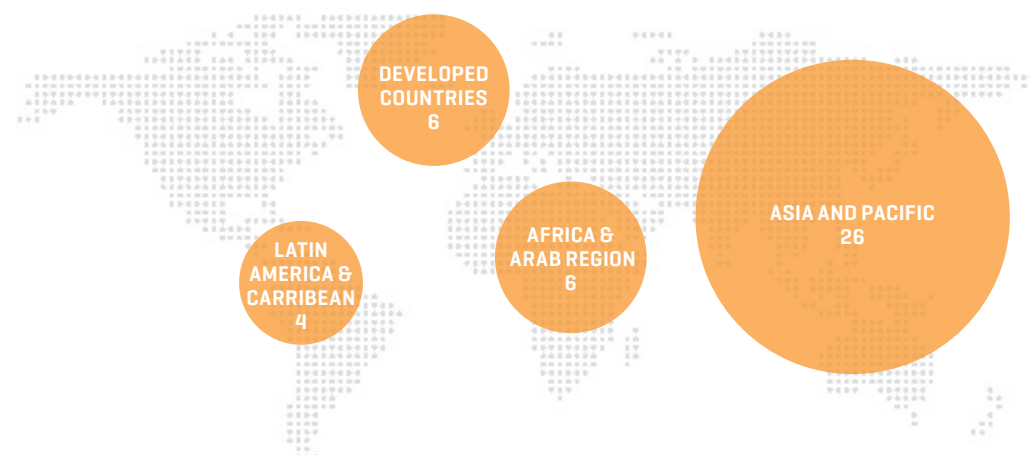 DEVELOPED
COUNTRIES
6
ASIA AND PACIFIC
26
AFRICA &
ARAB REGION
6
LATIN
AMERICA &
CARRIBEAN
4